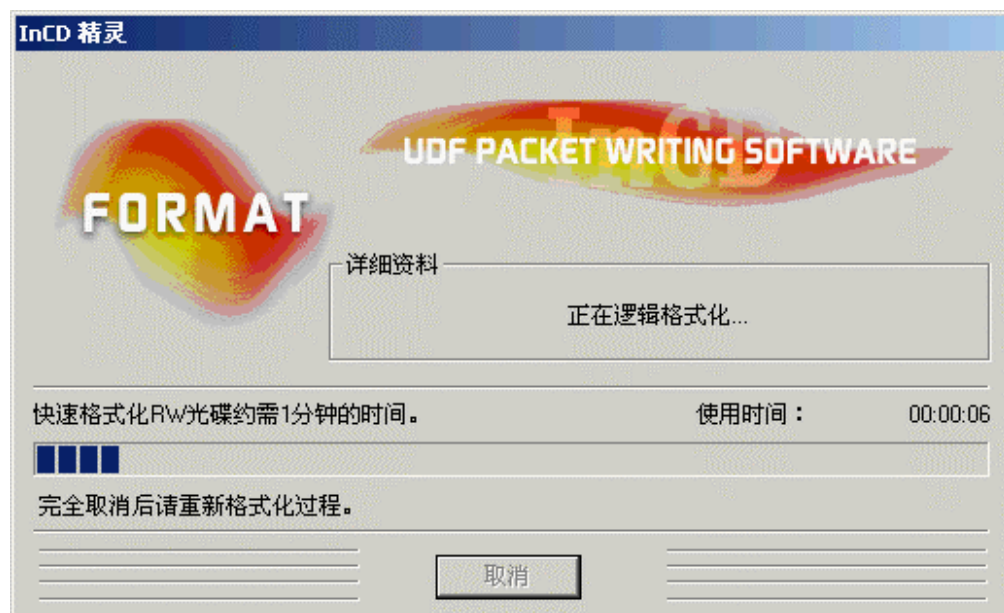 InCD 精灵
InCD
UDF PACKET WRITING SOFTWARE
FORMAT
详细资料
正在逻辑格式化...
快速格式化RW光碟约需1分钟的时间。 使用时间： 00:00:06
完全取消后请重新格式化过程。
取消